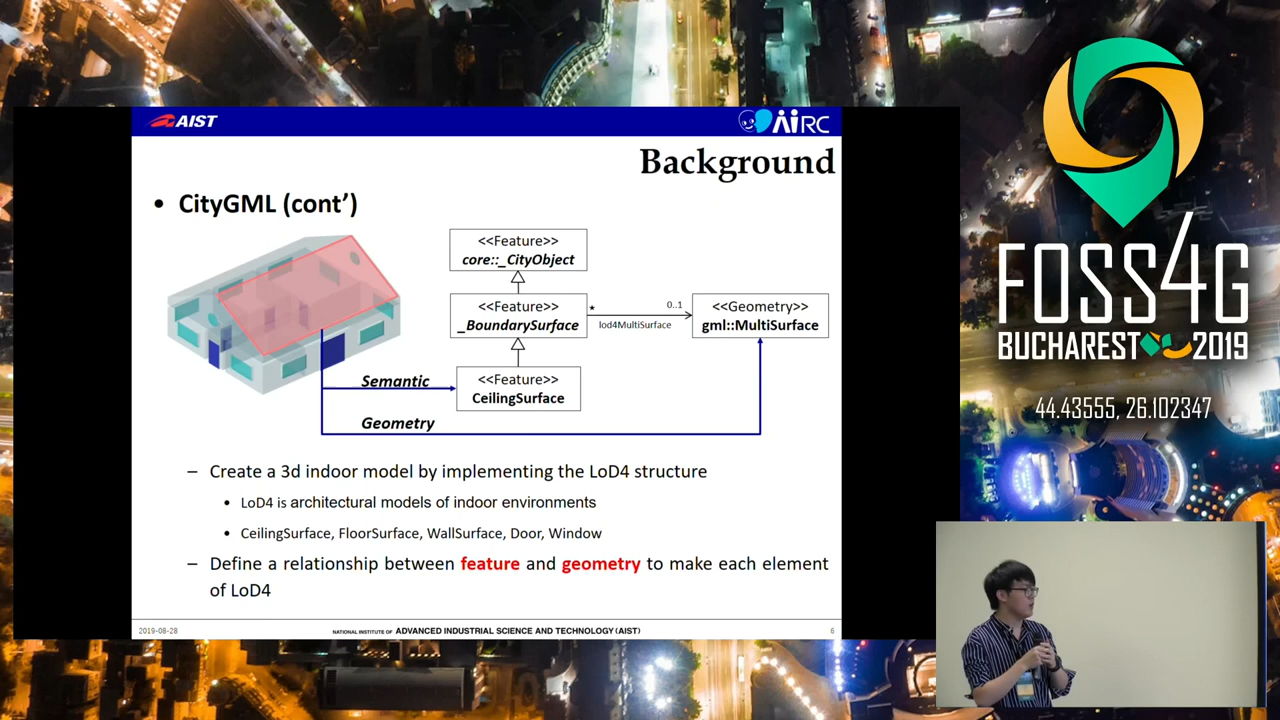 AIST
AiRC
Background
• CityGML (cont’)
<<Feature>>
core::_CityObject
<<Feature>>
_BoundarySurface
*
0..1
lod4MultiSurface
<<Geometry>>
gml::MultiSurface
Semantic
<<Feature>>
CeilingSurface
Geometry
– Create a 3d indoor model by implementing the LoD4 structure
• LoD4 is architectural models of indoor environments
• CeilingSurface, FloorSurface, WallSurface, Door, Window
– Define a relationship between feature and geometry to make each element
of LoD4
2019-08-28
NATIONAL INSTITUTE OF ADVANCED INDUSTRIAL SCIENCE AND TECHNOLOGY (AIST)
6
FOSS4G
BUCHAREST 2019
44.43555, 26.102347